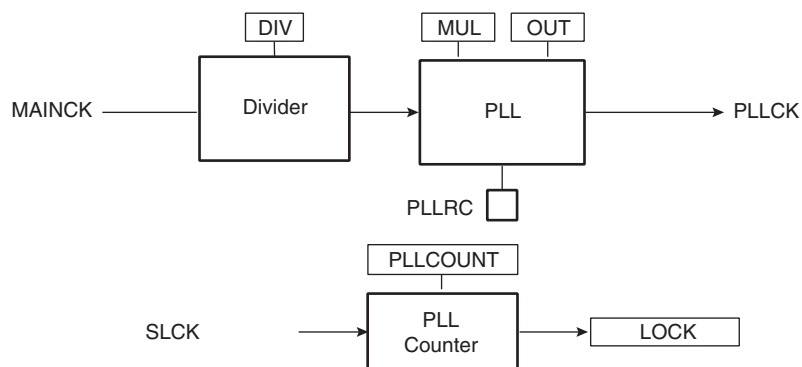 DIV
MUL
OUT
MAINCK
Divider
PLL
PLLCK
PLLRC
PLLCOUNT
SLCK
PLL
Counter
LOCK